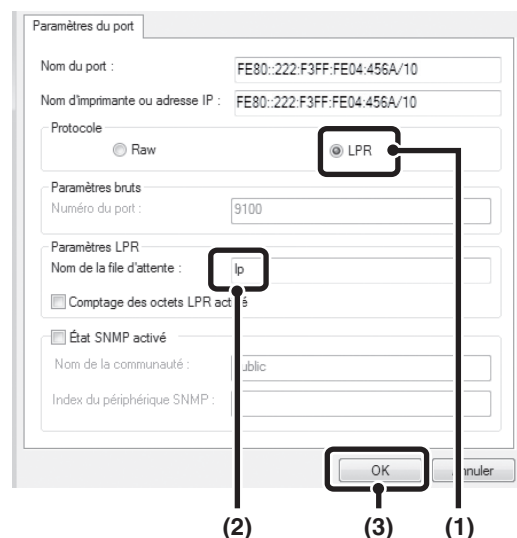 Paramètres du port
Nom du port : FE80::222:F3FF:FE04:456A/10
Nom d'imprimante ou adresse IP : FE80::222:F3FF:FE04:456A/10
Protocole
Raw LPR
Paramètres bruts
Numéro du port : 9100
Paramètres LPR
Nom de la file d'attente : lp
Comptage des octets LPR
État SNMP activé
Nom de la communauté :
Index du périphérique SNMP :
OK
(2) (3) (1)